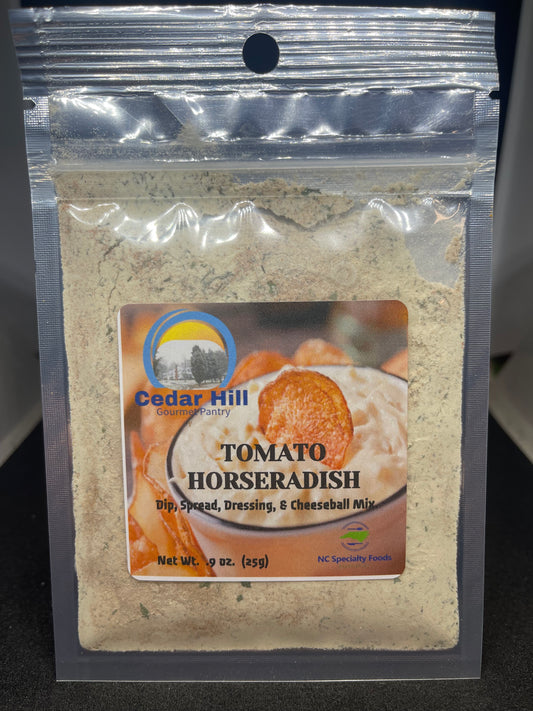 Cedar Hill
Gourmet Pantry
TOMATO
HORSERADISH
Dip, Spread, Dressing, & Cheeseball Mix
Net Wt. .9 oz. (25g)
NC Specialty Foods